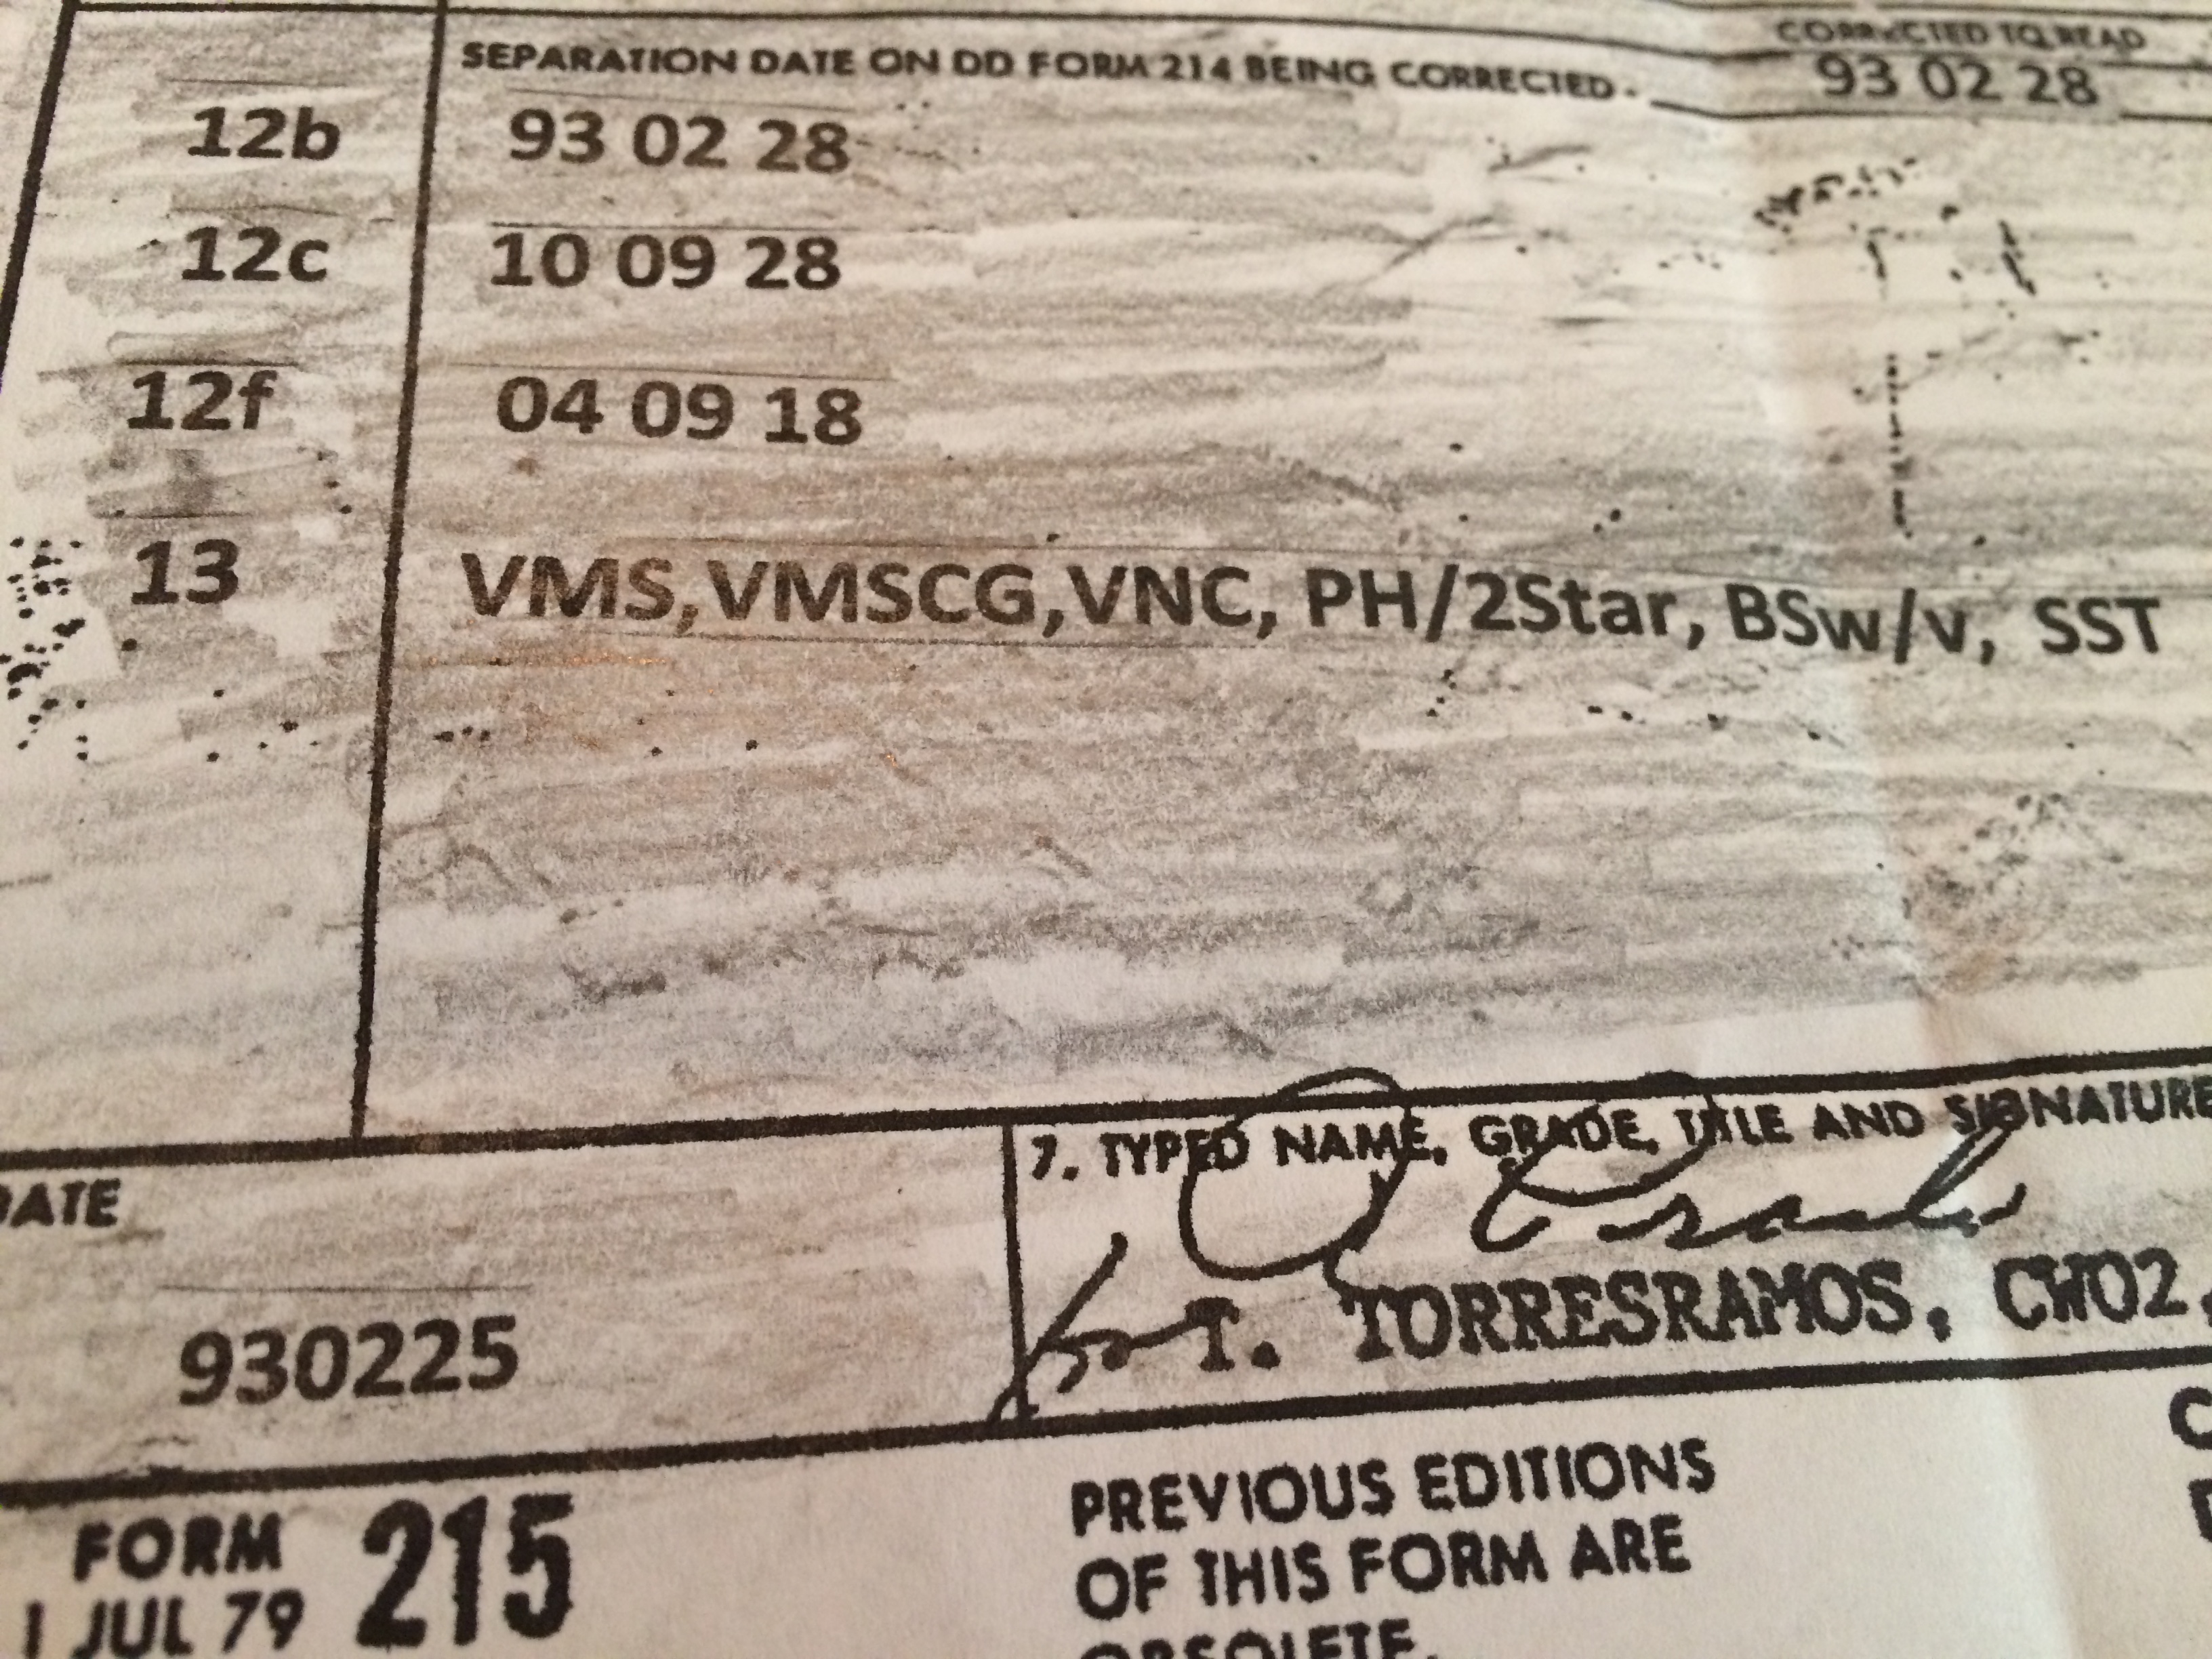 CORRECTED TO READ
SEPARATION DATE ON DD FORM 214 BEING CORRECTED. 93 02 28
12b 93 02 28
12c 10 09 28
12f 04 09 18
13 VMS,VMSCG,VNC, PH/2Star, BSw/v, SST
DATE
930225
7. TYPED NAME, GRADE, TITLE AND SIGNATURE
for T. TORRESRAMOS, CWO2,
FORM 215
1 JUL 79
PREVIOUS EDITIONS
OF THIS FORM ARE
OBSOLETE.